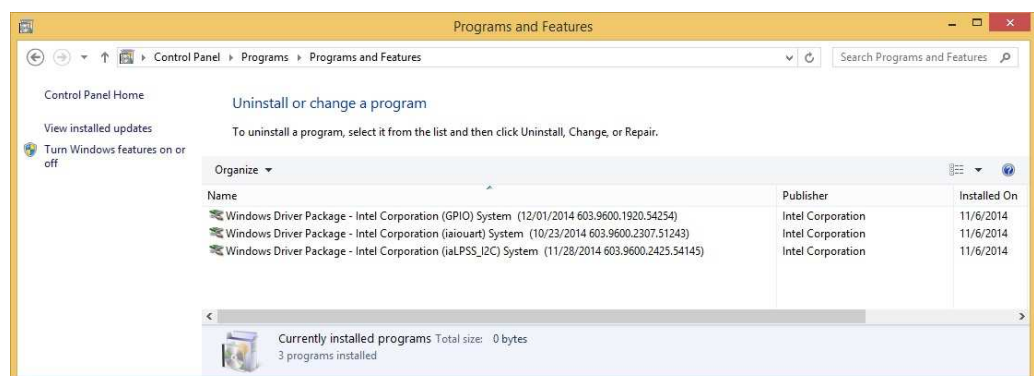 Programs and Features
Control Panel Programs Programs and Features
Search Programs and Features
Control Panel Home
View installed updates
Turn Windows features on or off
Uninstall or change a program
To uninstall a program, select it from the list and then click Uninstall, Change, or Repair.
Organize
Name Publisher Installed On
Windows Driver Package - Intel Corporation (GPIO) System (12/01/2014 603.9600.1920.54254) Intel Corporation 11/6/2014
Windows Driver Package - Intel Corporation (iaiouart) System (10/23/2014 603.9600.2307.51243) Intel Corporation 11/6/2014
Windows Driver Package - Intel Corporation (iaLPSS_I2C) System (11/28/2014 603.9600.2425.54145) Intel Corporation 11/6/2014
Currently installed programs Total size: 0 bytes
3 programs installed